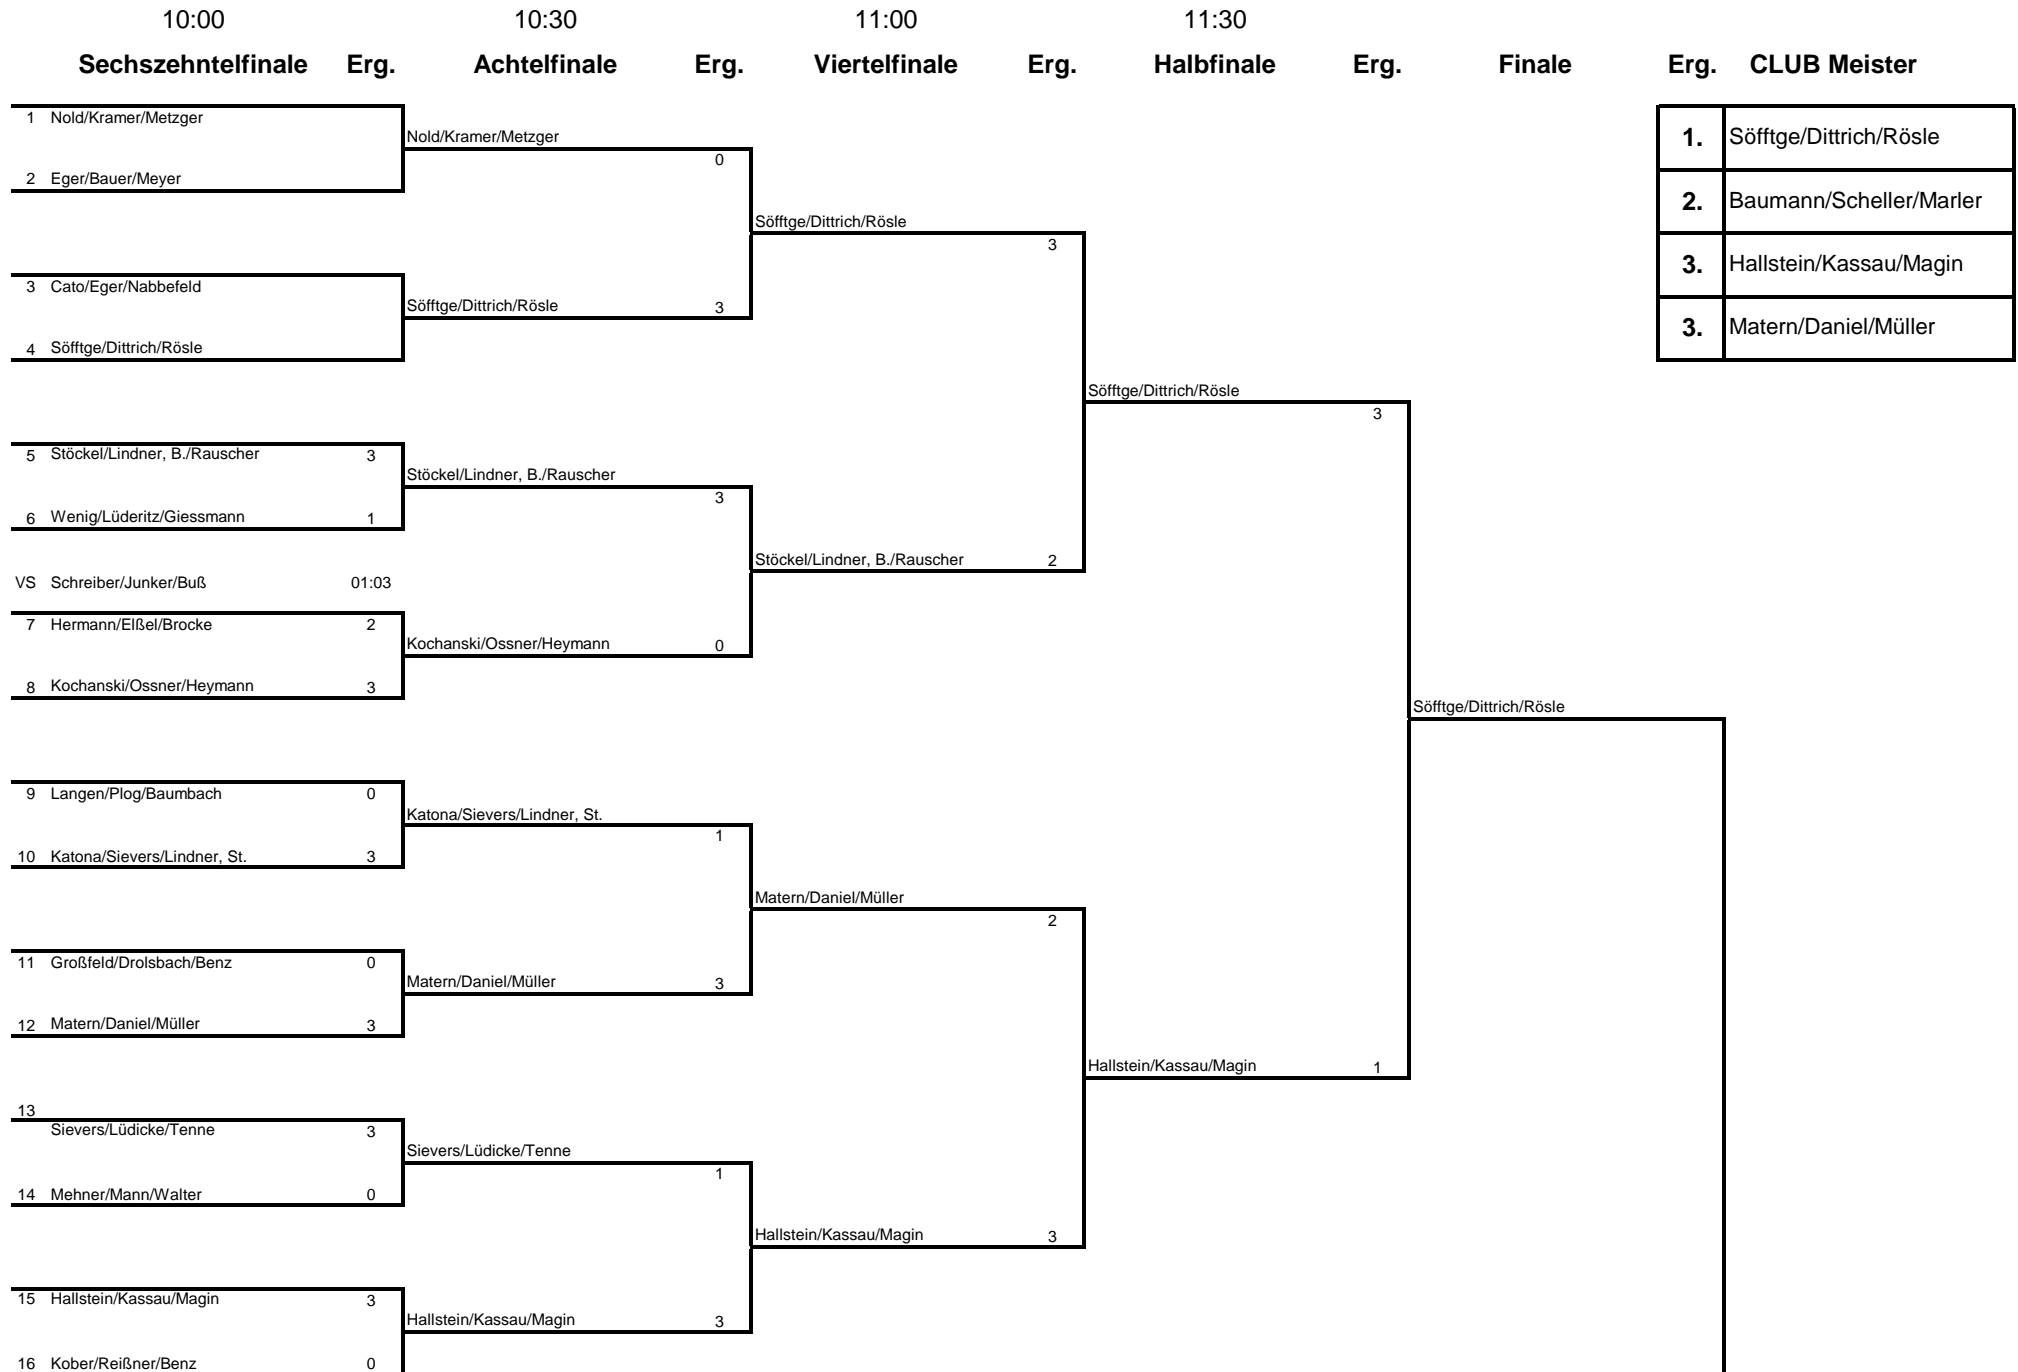 10:00 10:30 11:00 11:30
Sechszehntelfinale Erg. Achtelfinale Erg. Viertelfinale Erg. Halbfinale Erg. Finale Erg. CLUB Meister
1 Nold/Kramer/Metzger
Nold/Kramer/Metzger
1. Söfftge/Dittrich/Rösle
0
2 Eger/Bauer/Meyer
2. Baumann/Scheller/Marler
Söfftge/Dittrich/Rösle
3
3. Hallstein/Kassau/Magin
3 Cato/Eger/Nabbefeld
Söfftge/Dittrich/Rösle 3
3. Matern/Daniel/Müller
4 Söfftge/Dittrich/Rösle
Söfftge/Dittrich/Rösle
3
5 Stöckel/Lindner, B./Rauscher 3
Stöckel/Lindner, B./Rauscher
3
6 Wenig/Lüderitz/Giessmann 1
Stöckel/Lindner, B./Rauscher 2
VS Schreiber/Junker/Buß 01:03
7 Hermann/Elßel/Brocke 2
Kochanski/Ossner/Heymann 0
8 Kochanski/Ossner/Heymann 3
Söfftge/Dittrich/Rösle
9 Langen/Plog/Baumbach 0
Katona/Sievers/Lindner, St.
1
10 Katona/Sievers/Lindner, St. 3
Matern/Daniel/Müller
2
11 Großfeld/Drolsbach/Benz 0
Matern/Daniel/Müller 3
12 Matern/Daniel/Müller 3
Hallstein/Kassau/Magin 1
13
Sievers/Lüdicke/Tenne 3
Sievers/Lüdicke/Tenne
1
14 Mehner/Mann/Walter 0
Hallstein/Kassau/Magin 3
15 Hallstein/Kassau/Magin 3
Hallstein/Kassau/Magin 3
16 Kober/Reißner/Benz 0